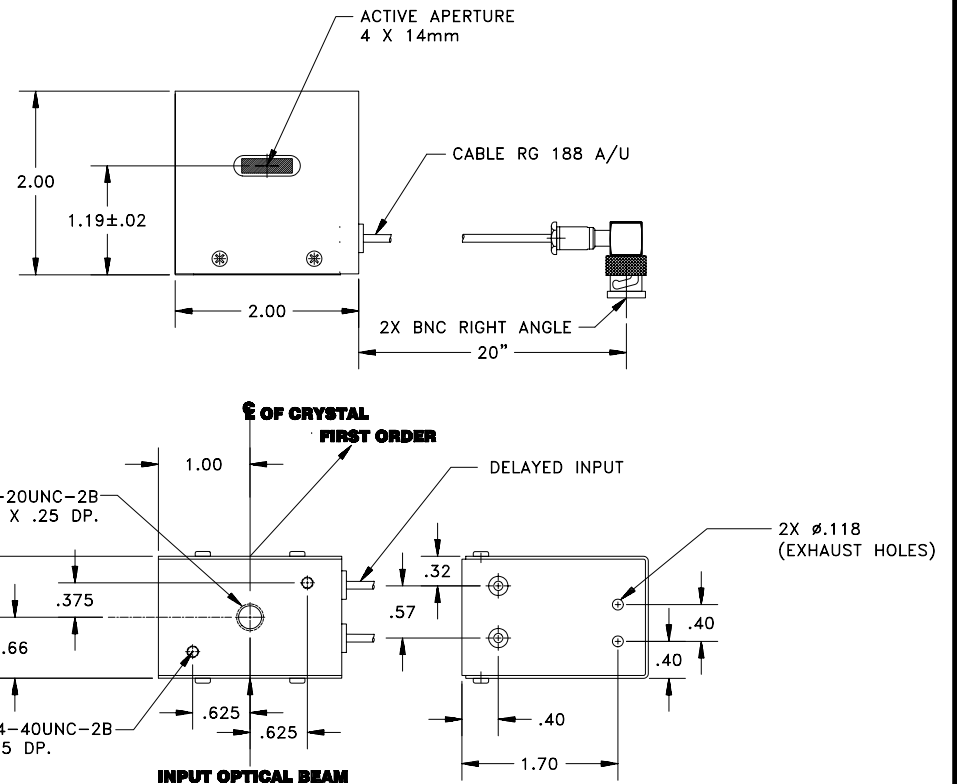 ACTIVE APERTURE
4 X 14mm
CABLE RG 188 A/U
2.00
1.19±.02
2.00
2X BNC RIGHT ANGLE
20”
℄ OF CRYSTAL
FIRST ORDER
1.00
DELAYED INPUT
-20UNC-2B
X .25 DP.
2X ø.118
(EXHAUST HOLES)
.32
.375
.57
.40
.66
.40
4-40UNC-2B
5 DP.
.625
.625
.40
1.70
INPUT OPTICAL BEAM